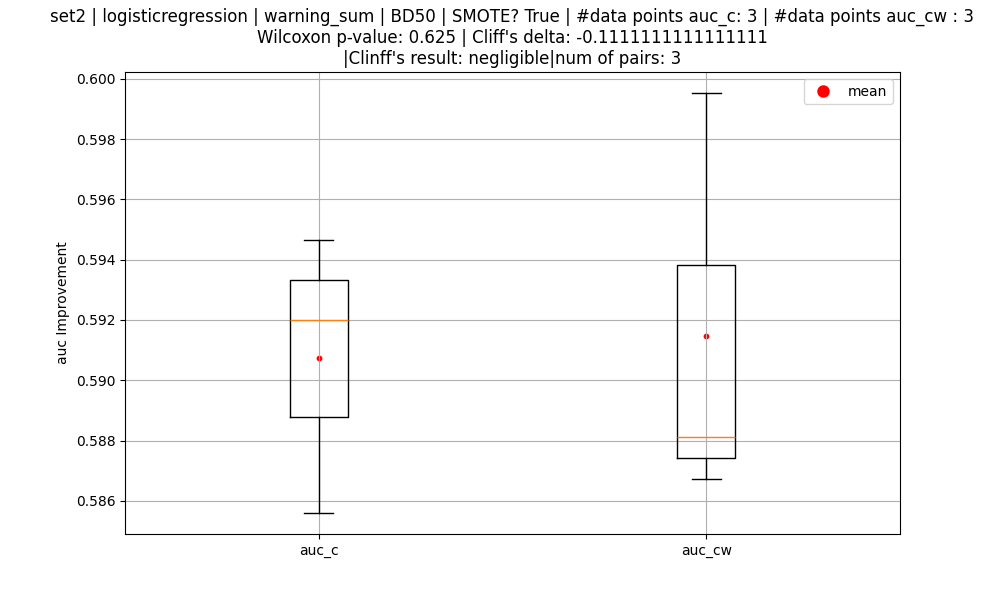 set2 | logisticregression | warning_sum | BD50 | SMOTE? True | #data points auc_c: 3 | #data points auc_cw : 3
Wilcoxon p-value: 0.625 | Cliff's delta: -0.1111111111111111
|Clinff's result: negligible|num of pairs: 3
mean
auc Improvement
0.600
0.598
0.596
0.594
0.592
0.590
0.588
0.586
auc_c
auc_cw